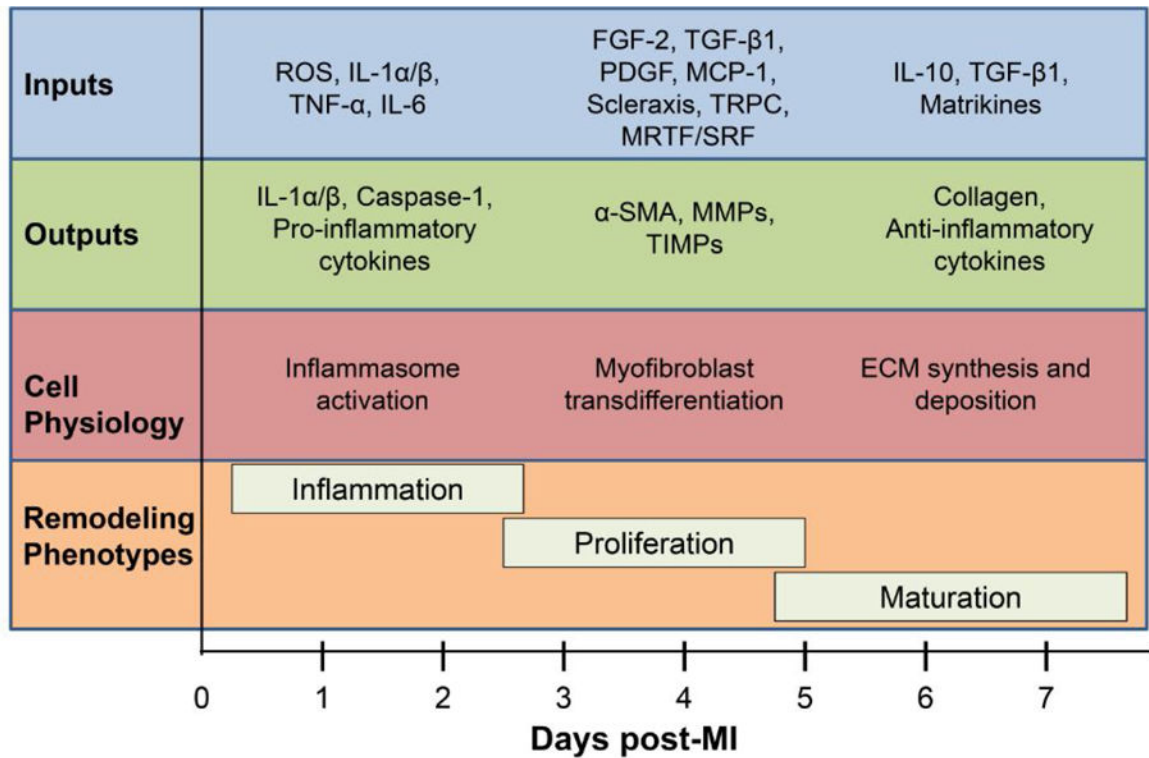 Inputs
ROS, IL-1α/β,
TNF-α, IL-6
FGF-2, TGF-β1,
PDGF, MCP-1,
Scleraxis, TRPC,
MRTF/SRF
IL-10, TGF-β1,
Matrikines
Outputs
IL-1α/β, Caspase-1,
Pro-inflammatory
cytokines
α-SMA, MMPs,
TIMPs
Collagen,
Anti-inflammatory
cytokines
Cell
Physiology
Inflammasome
activation
Myofibroblast
transdifferentiation
ECM synthesis and
deposition
Remodeling
Phenotypes
Inflammation
Proliferation
Maturation
0 1 2 3 4 5 6 7
Days post-MI